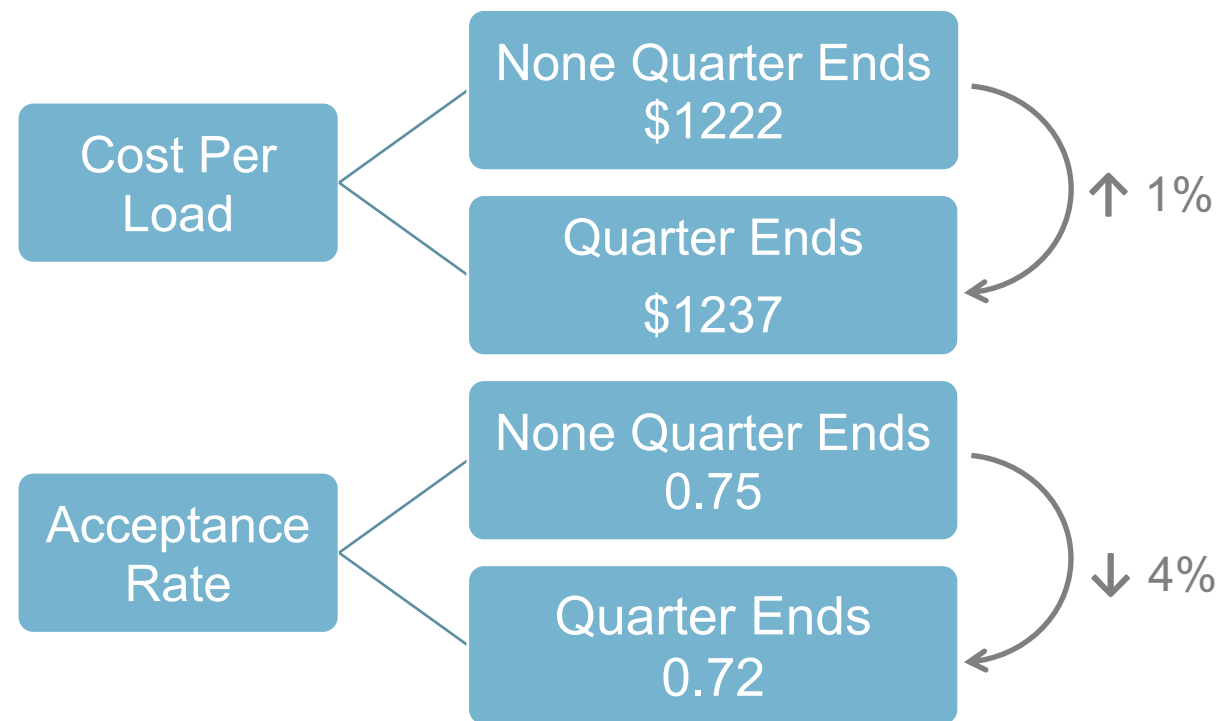 Cost Per
Load
None Quarter Ends
$1222
Quarter Ends
$1237
↑ 1%
Acceptance
Rate
None Quarter Ends
0.75
Quarter Ends
0.72
↓ 4%